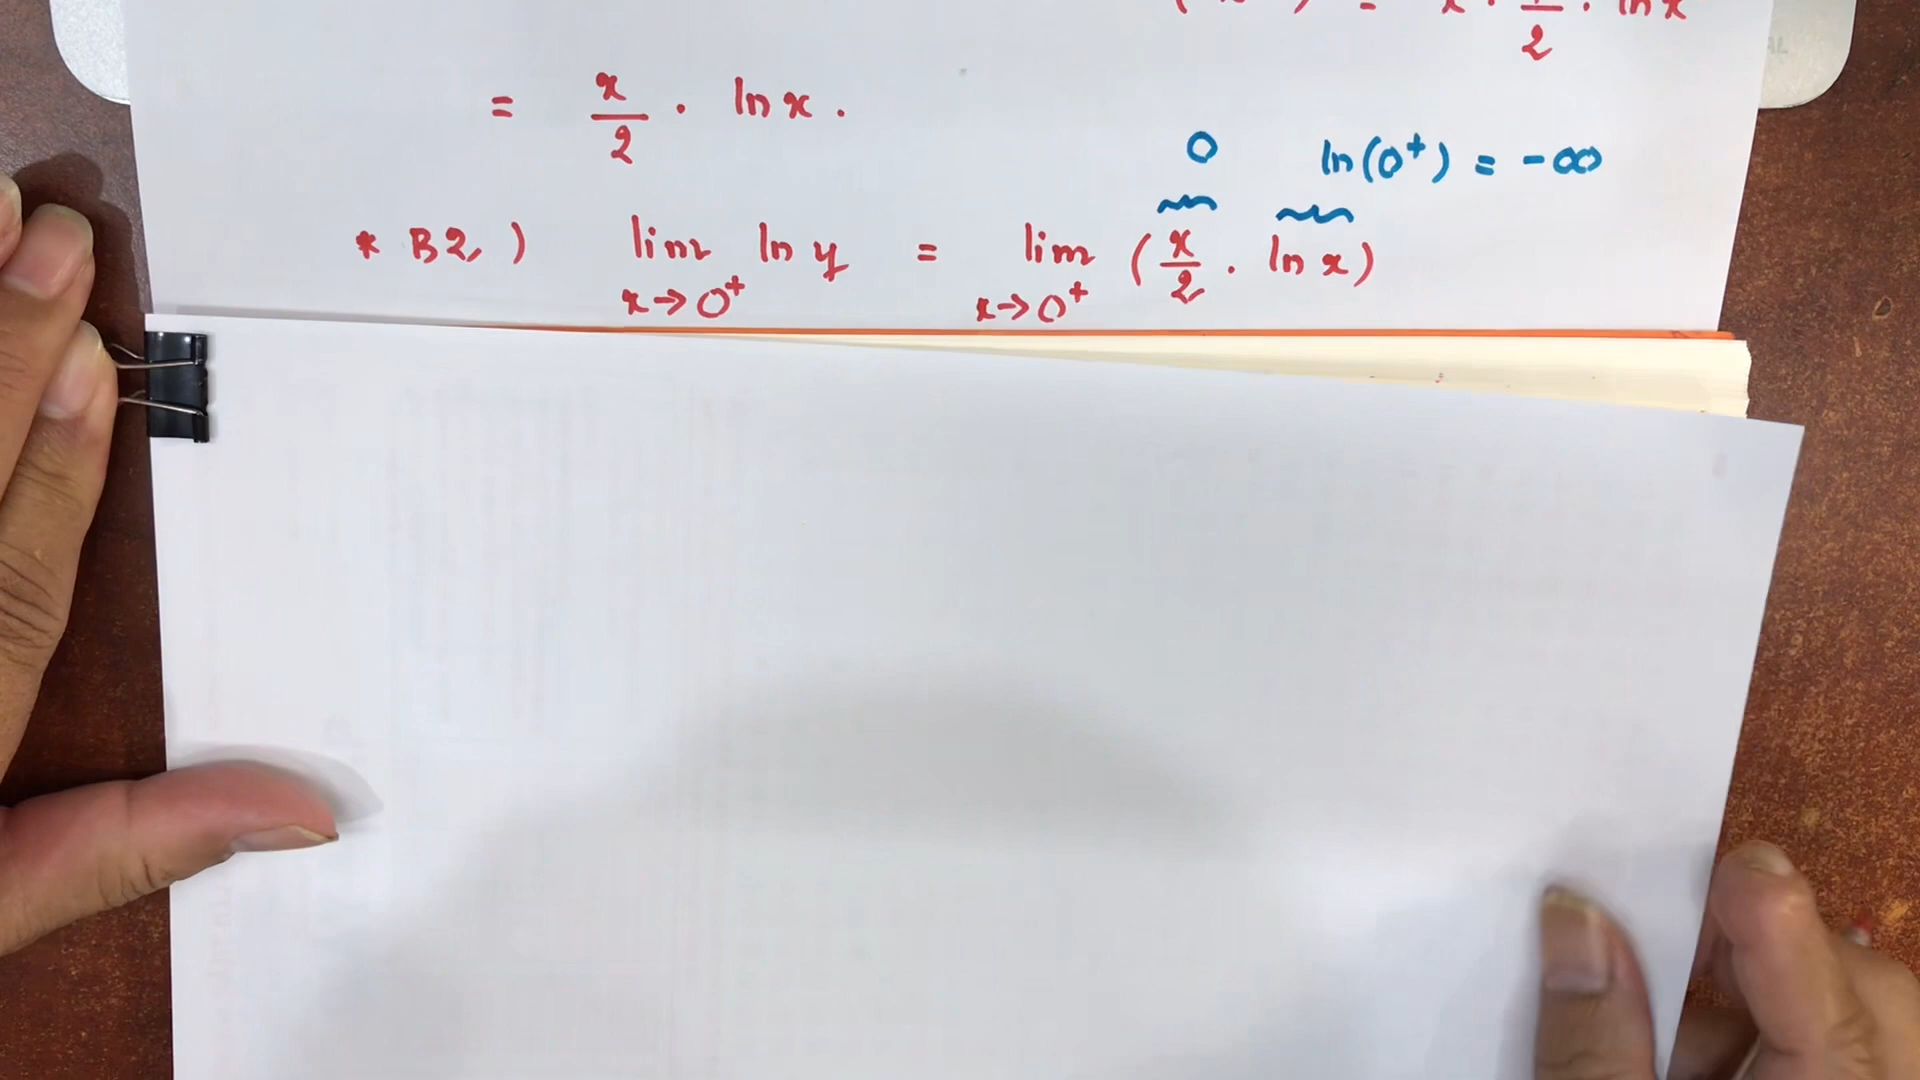 = x/2 . ln x .
0 ln(0⁺) = -∞
* B2, ) lim ln y = lim ( x/2 . ln x )
x→0⁺ x→0⁺